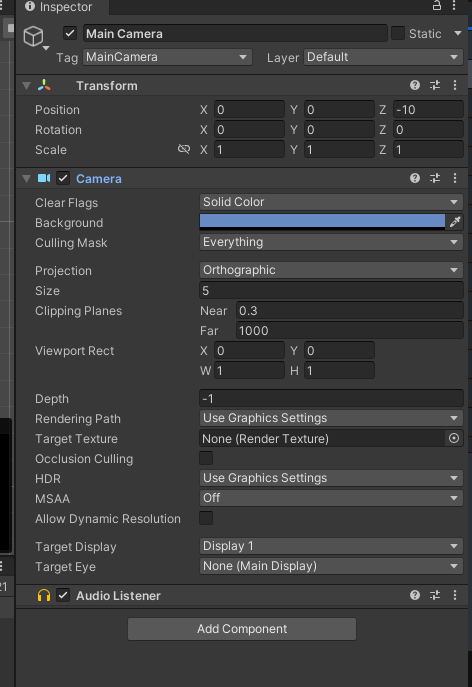 Inspector
Main Camera Static
Tag MainCamera Layer Default
Transform
Position X 0 Y 0 Z -10
Rotation X 0 Y 0 Z 0
Scale X 1 Y 1 Z 1
Camera
Clear Flags Solid Color
Background
Culling Mask Everything
Projection Orthographic
Size 5
Clipping Planes Near 0.3
Far 1000
Viewport Rect X 0 Y 0
W 1 H 1
Depth -1
Rendering Path Use Graphics Settings
Target Texture None (Render Texture)
Occlusion Culling
HDR Use Graphics Settings
MSAA Off
Allow Dynamic Resolution
Target Display Display 1
Target Eye None (Main Display)
21
Audio Listener
Add Component